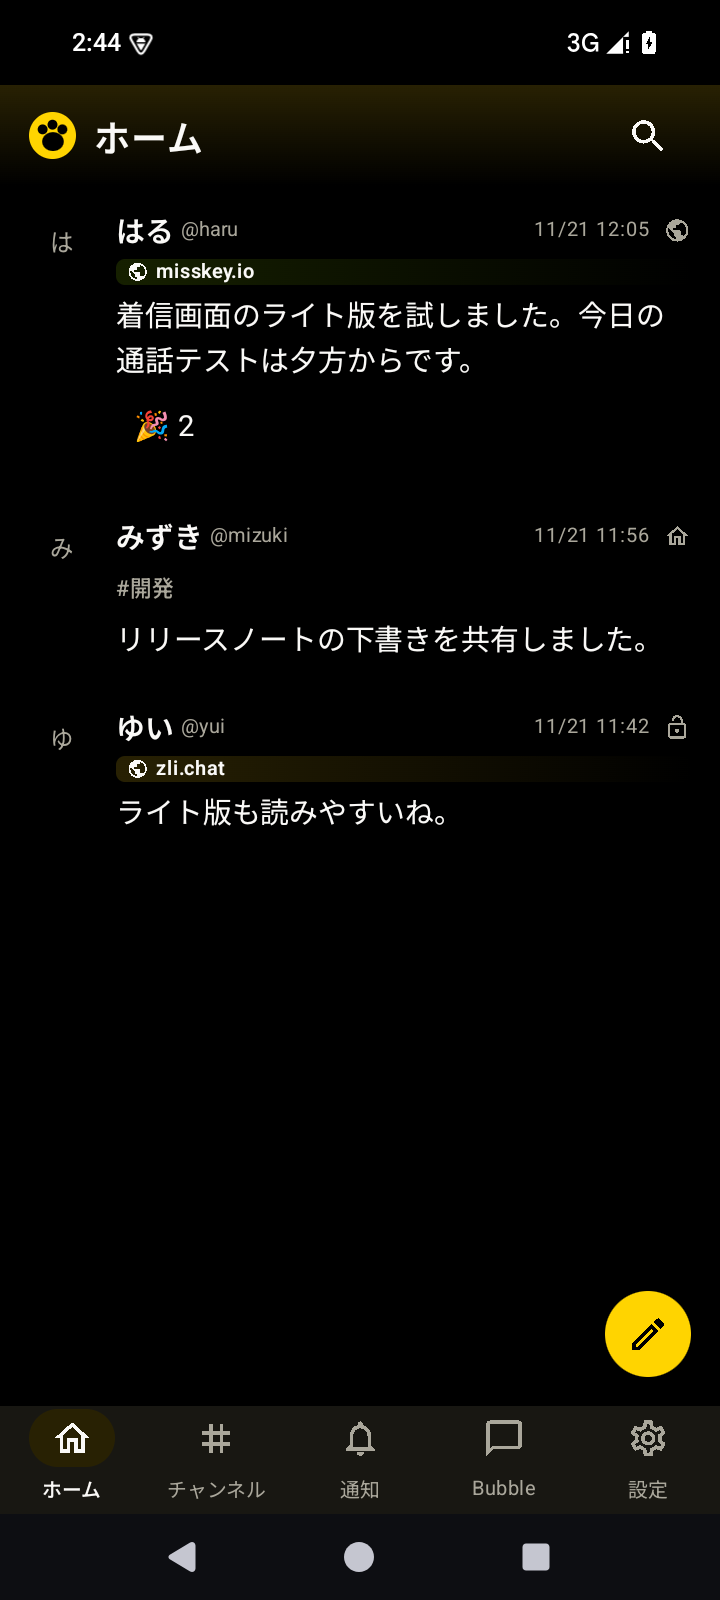 2:44
3G
ホーム
は
はる @haru 11/21 12:05
misskey.io
着信画面のライト版を試しました。今日の
通話テストは夕方からです。
🎉 2
み
みずき @mizuki 11/21 11:56
#開発
リリースノートの下書きを共有しました。
ゆ
ゆい @yui 11/21 11:42
zli.chat
ライト版も読みやすいね。
ホーム
チャンネル
通知
Bubble
設定